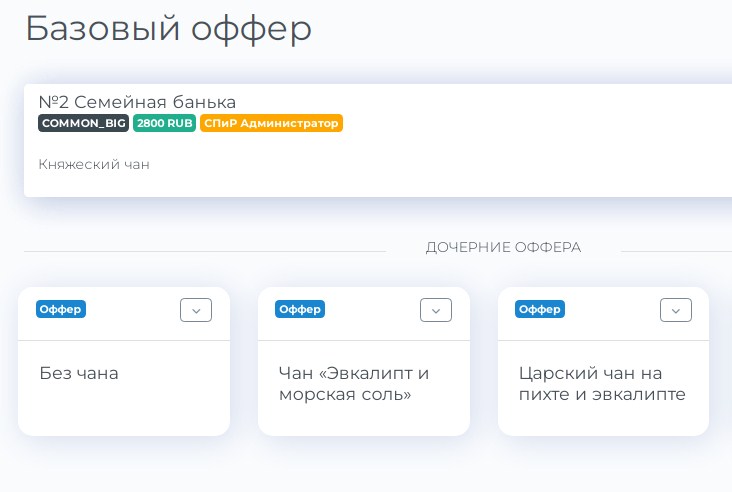 Базовый оффер
№2 Семейная банька
COMMON_BIG 2800 RUB СПиР Администратор
Княжеский чан
ДОЧЕРНИЕ ОФФЕРА
Оффер Оффер Оффер
Без чана
Чан «Эвкалипт и
морская соль»
Царский чан на
пихте и эвкалипте